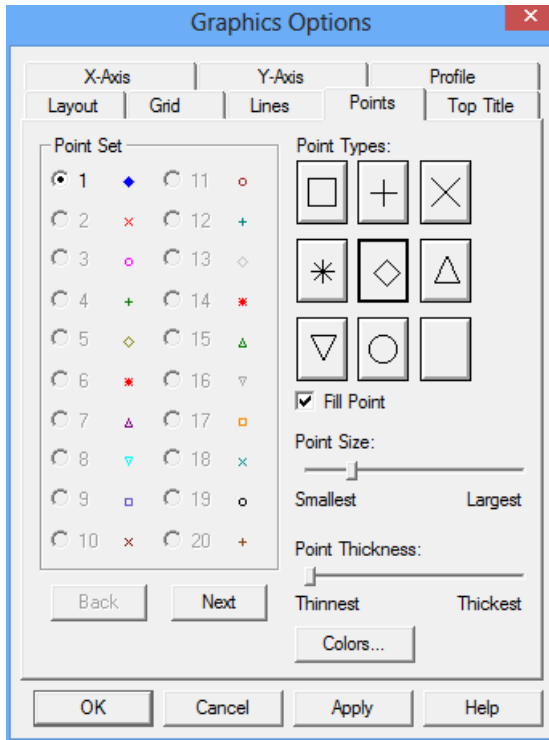 Graphics Options
X-Axis Y-Axis Profile
Layout Grid Lines Points Top Title
Point Set
1 11
2 12
3 13
4 14
5 15
6 16
7 17
8 18
9 19
10 20
Back Next
Point Types:
Fill Point
Point Size:
Smallest Largest
Point Thickness:
Thinnest Thickest
Colors...
OK Cancel Apply Help